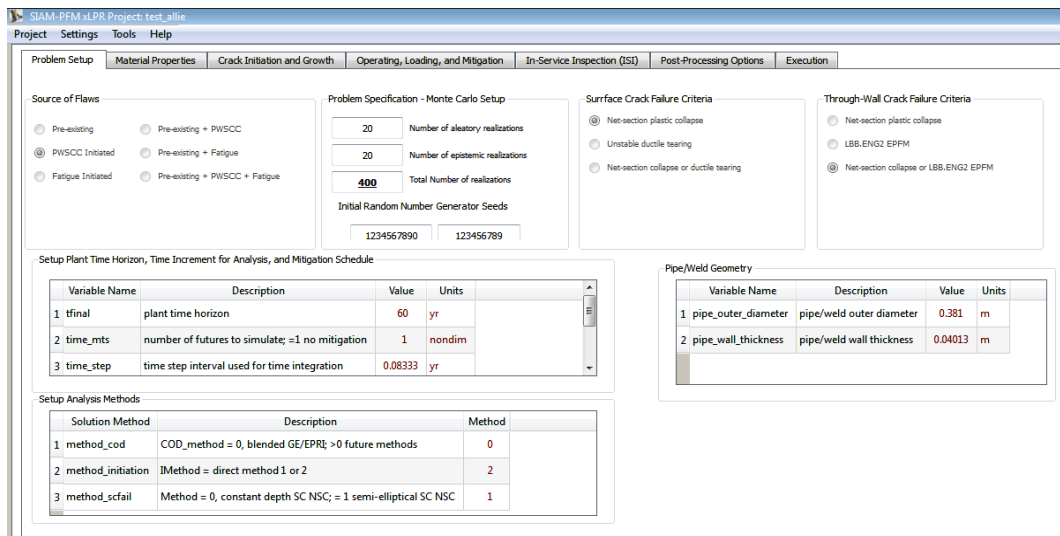 SIAM-PFM xLPR Project: test_allie
Project Settings Tools Help
Problem Setup Material Properties Crack Initiation and Growth Operating, Loading, and Mitigation In-Service Inspection (ISI) Post-Processing Options Execution
Source of Flaws
Pre-existing Pre-existing + PWSCC
PWSCC Initiated Pre-existing + Fatigue
Fatigue Initiated Pre-existing + PWSCC + Fatigue
Problem Specification - Monte Carlo Setup
20 Number of aleatory realizations
20 Number of epistemic realizations
400 Total Number of realizations
Initial Random Number Generator Seeds
1234567890 123456789
Surrface Crack Failure Criteria
Net-section plastic collapse
Unstable ductile tearing
Net-section collapse or ductile tearing
Through-Wall Crack Failure Criteria
Net-section plastic collapse
LBB.ENG2 EPFM
Net-section collapse or LBB.ENG2 EPFM
Setup Plant Time Horizon, Time Increment for Analysis, and Mitigation Schedule
Variable Name Description Value Units
1 tfinal plant time horizon 60 yr
2 time_mts number of futures to simulate; =1 no mitigation 1 nondim
3 time_step time step interval used for time integration 0.08333 yr
Pipe/Weld Geometry
Variable Name Description Value Units
1 pipe_outer_diameter pipe/weld outer diameter 0.381 m
2 pipe_wall_thickness pipe/weld wall thickness 0.04013 m
Setup Analysis Methods
Solution Method Description Method
1 method_cod COD_method = 0, blended GE/EPRI; >0 future methods 0
2 method_initiation IMethod = direct method 1 or 2 2
3 method_scfail Method = 0, constant depth SC NSC; = 1 semi-elliptical SC NSC 1